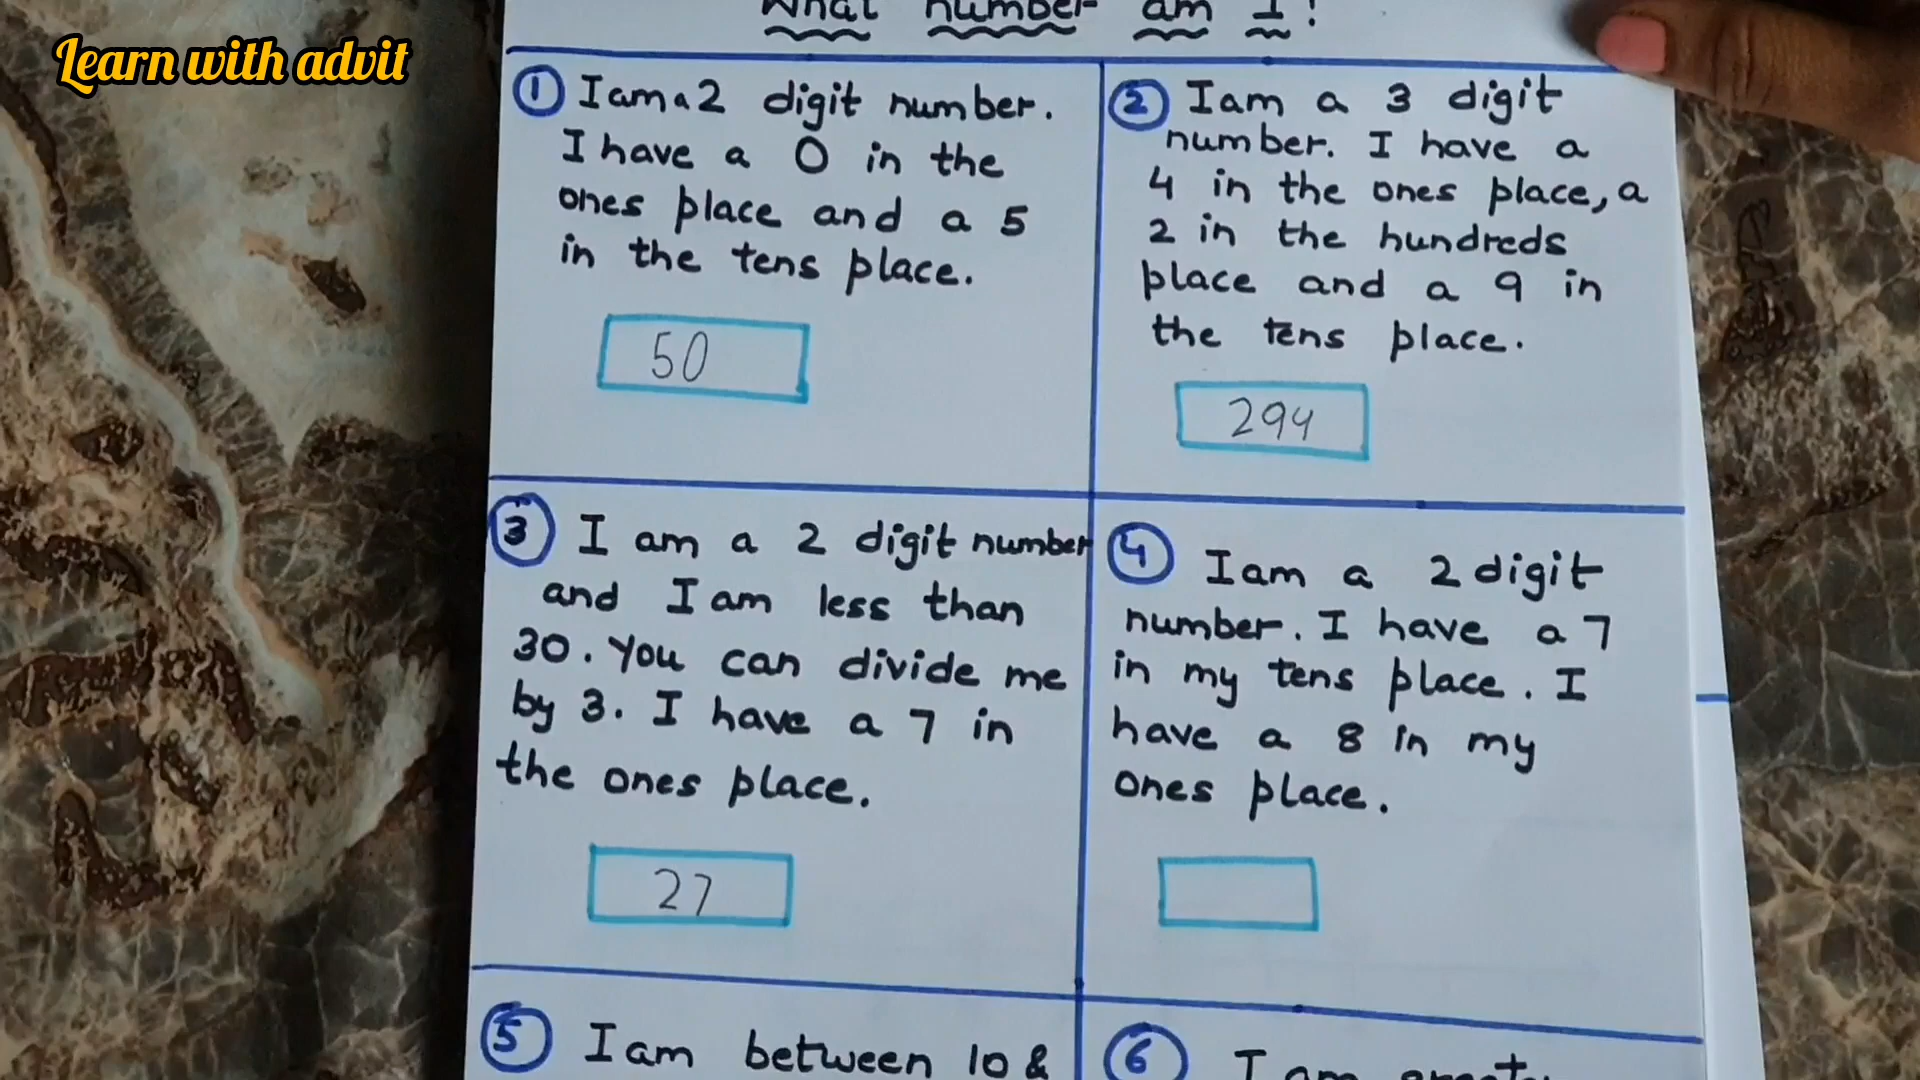 Learn with advit
What number am I?
1 I am a 2 digit number.
I have a 0 in the
ones place and a 5
in the tens place.
50
2 I am a 3 digit
number. I have a
4 in the ones place, a
2 in the hundreds
place and a 9 in
the tens place.
294
3 I am a 2 digit number
and I am less than
30. You can divide me
by 3. I have a 7 in
the ones place.
27
4 I am a 2 digit
number. I have a 7
in my tens place. I
have a 8 in my
ones place.
5 I am between 10 &
6 I am